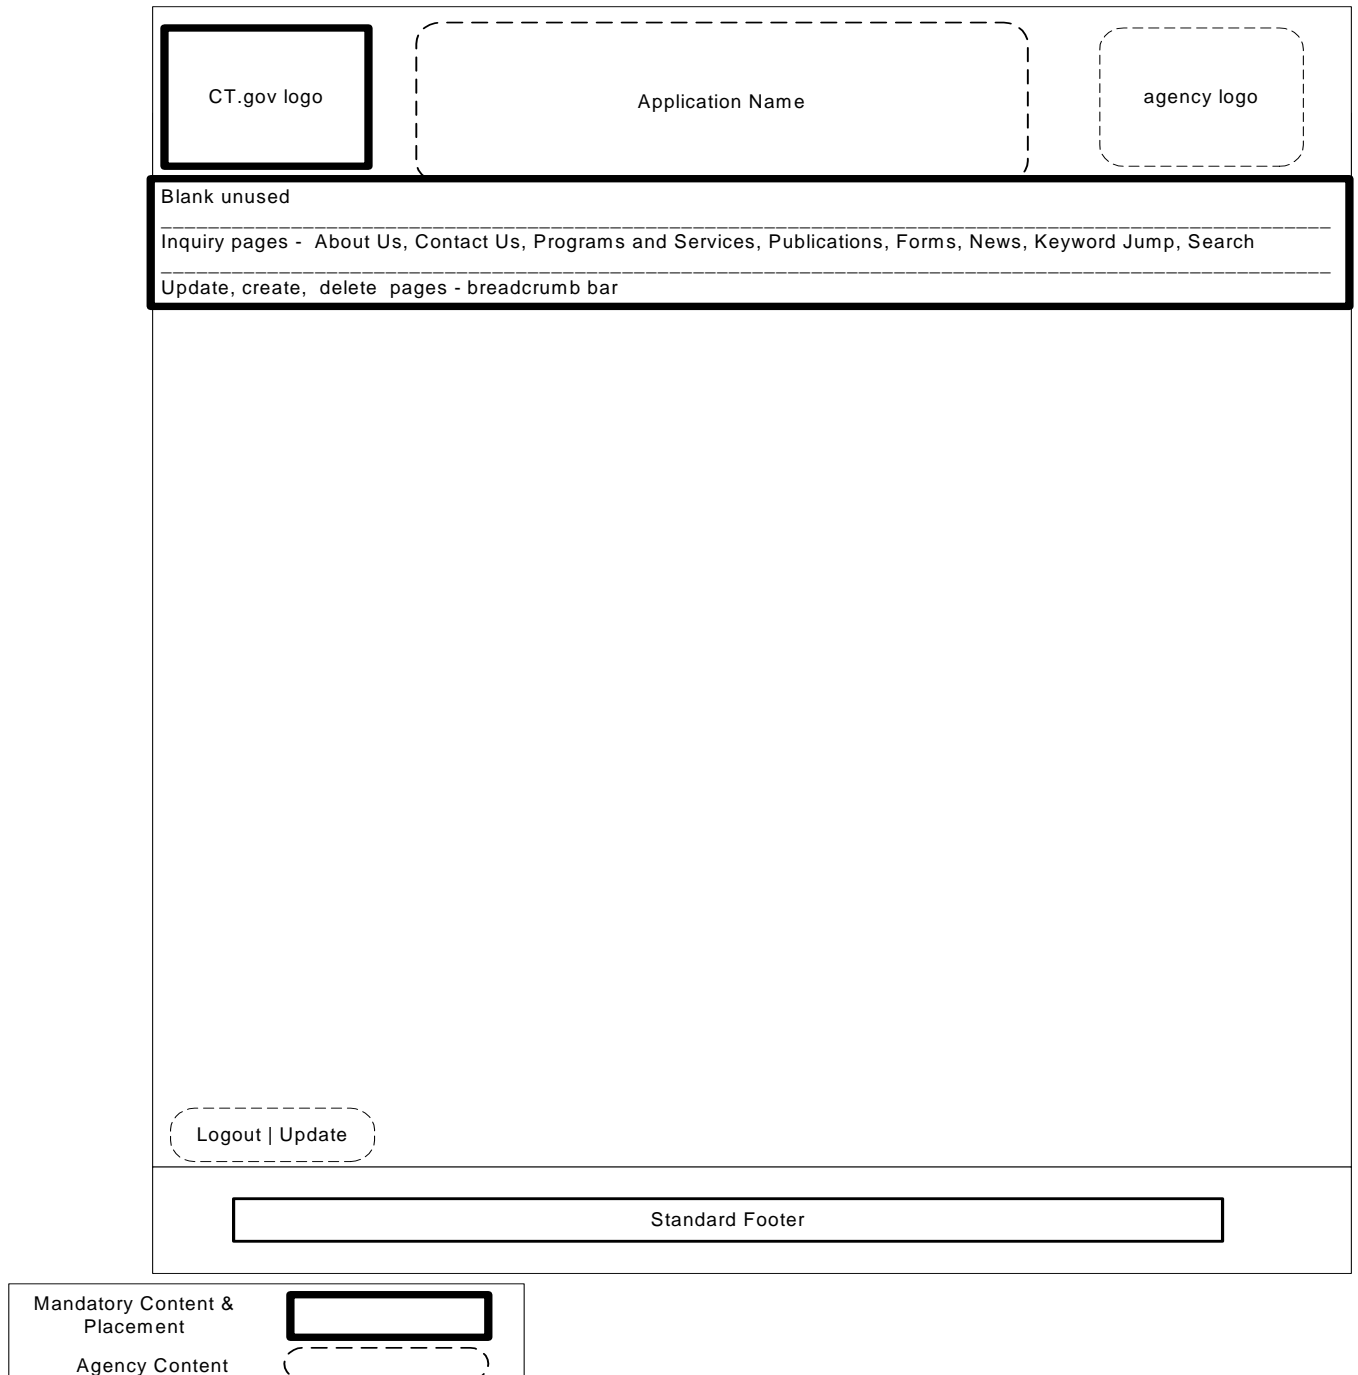 CT.gov logo
Application Name
agency logo
Blank unused
Inquiry pages -  About Us, Contact Us, Programs and Services, Publications, Forms, News, Keyword Jump, Search
Update, create,  delete  pages - breadcrumb bar
Logout | Update
Standard Footer
Mandatory Content &
Placement
Agency Content